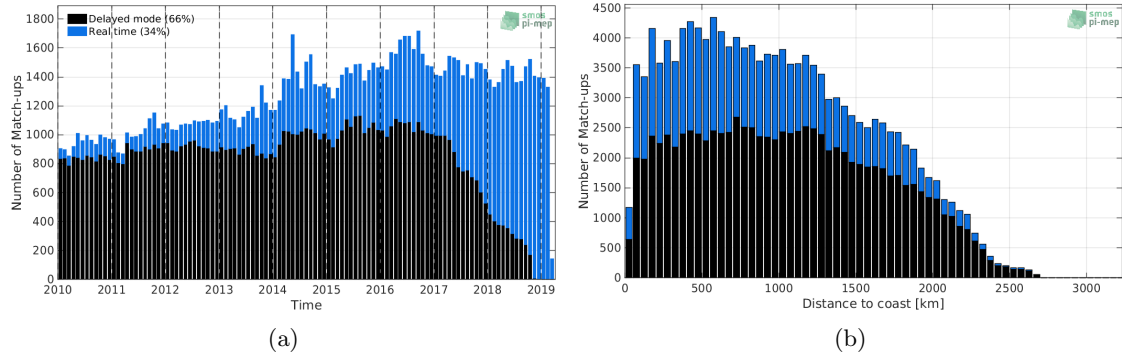 Delayed mode (66%)
Real time (34%)
smos
pi-mep
Number of Match-ups
1800
1600
1400
1200
1000
800
600
400
200
0
2010 2011 2012 2013 2014 2015 2016 2017 2018 2019
Time
(a)
smos
pi-mep
Number of Match-ups
4500
4000
3500
3000
2500
2000
1500
1000
500
0
0 500 1000 1500 2000 2500 3000
Distance to coast [km]
(b)